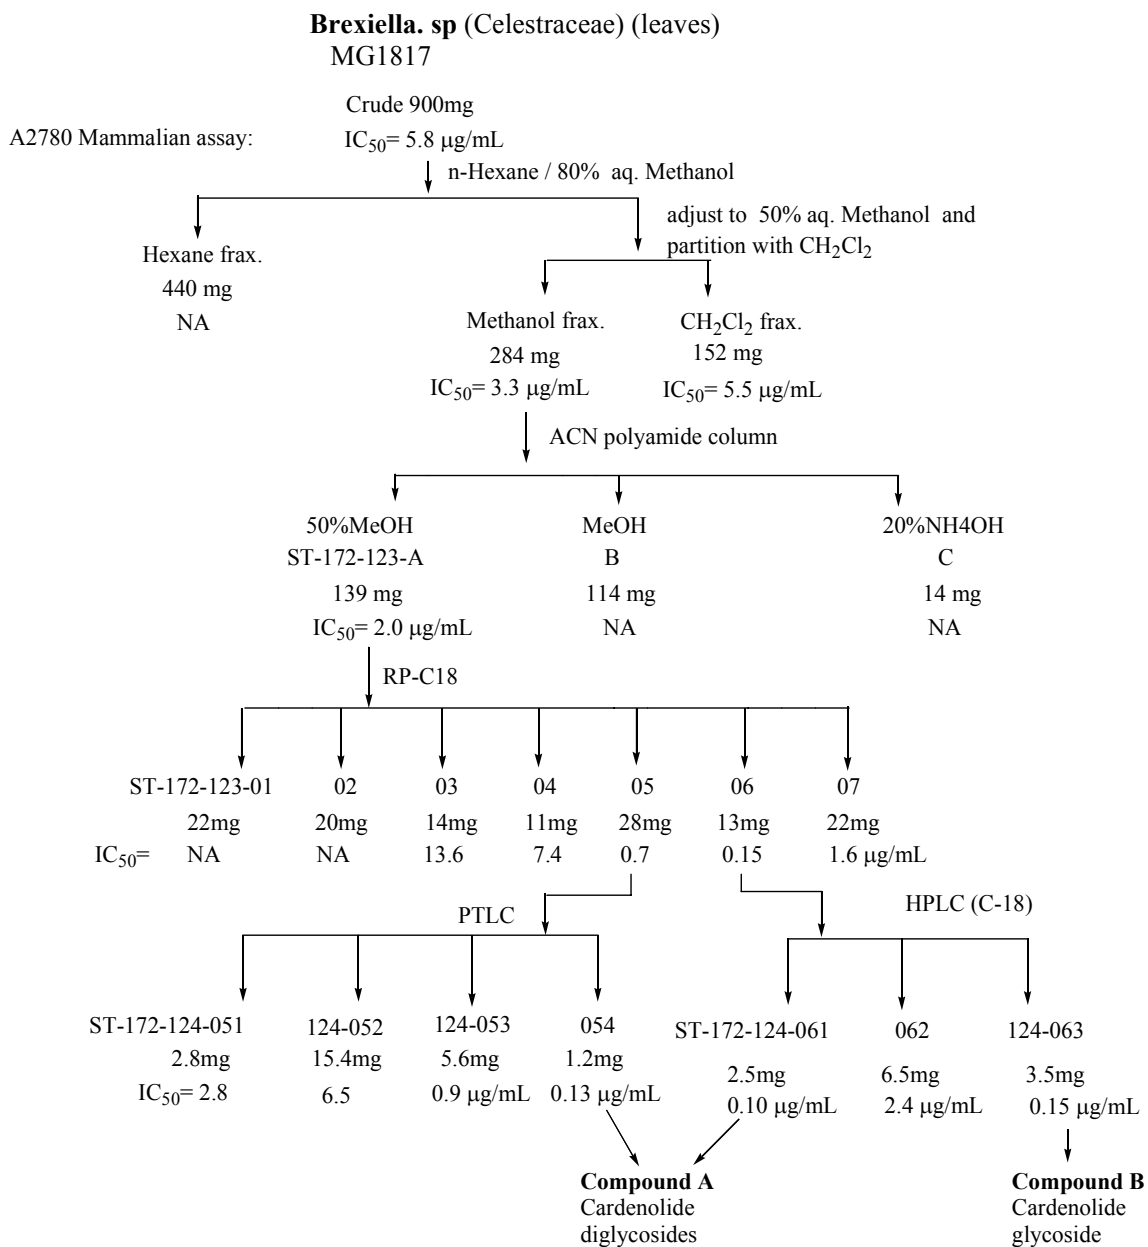 Brexiella. sp (Celestraceae) (leaves)
MG1817
Crude 900mg
A2780 Mammalian assay: IC50= 5.8 μg/mL
n-Hexane / 80% aq. Methanol
adjust to 50% aq. Methanol and
partition with CH2Cl2
Hexane frax.
440 mg
NA
Methanol frax.
284 mg
IC50= 3.3 μg/mL
CH2Cl2 frax.
152 mg
IC50= 5.5 μg/mL
ACN polyamide column
50%MeOH MeOH 20%NH4OH
ST-172-123-A B C
139 mg 114 mg 14 mg
IC50= 2.0 μg/mL NA NA
RP-C18
ST-172-123-01 02 03 04 05 06 07
22mg 20mg 14mg 11mg 28mg 13mg 22mg
IC50= NA NA 13.6 7.4 0.7 0.15 1.6 μg/mL
PTLC
HPLC (C-18)
ST-172-124-051 124-052 124-053 054 ST-172-124-061 062 124-063
2.8mg 15.4mg 5.6mg 1.2mg 2.5mg 6.5mg 3.5mg
IC50= 2.8 6.5 0.9 μg/mL 0.13 μg/mL 0.10 μg/mL 2.4 μg/mL 0.15 μg/mL
Compound A
Cardenolide
diglycosides
Compound B
Cardenolide
glycoside